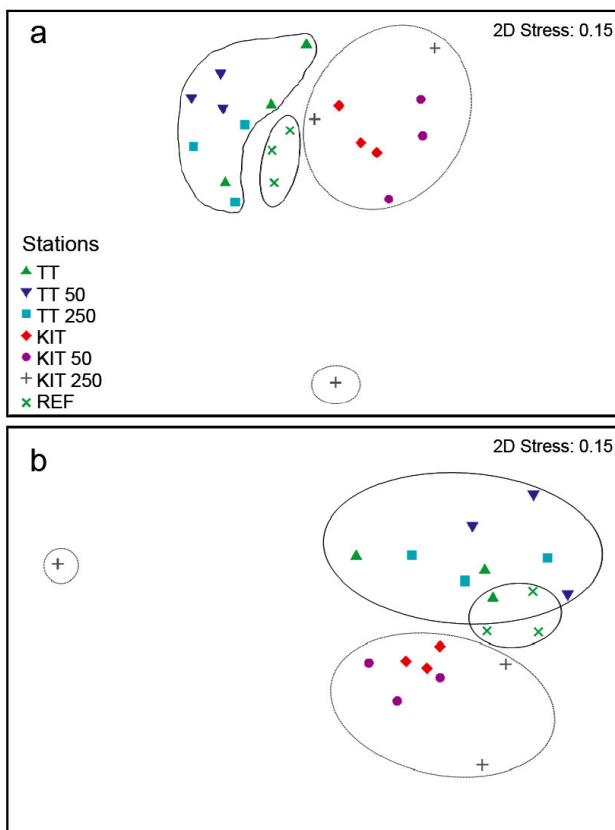 a
2D Stress: 0.15
Stations
TT
TT 50
TT 250
KIT
KIT 50
KIT 250
REF
b
2D Stress: 0.15